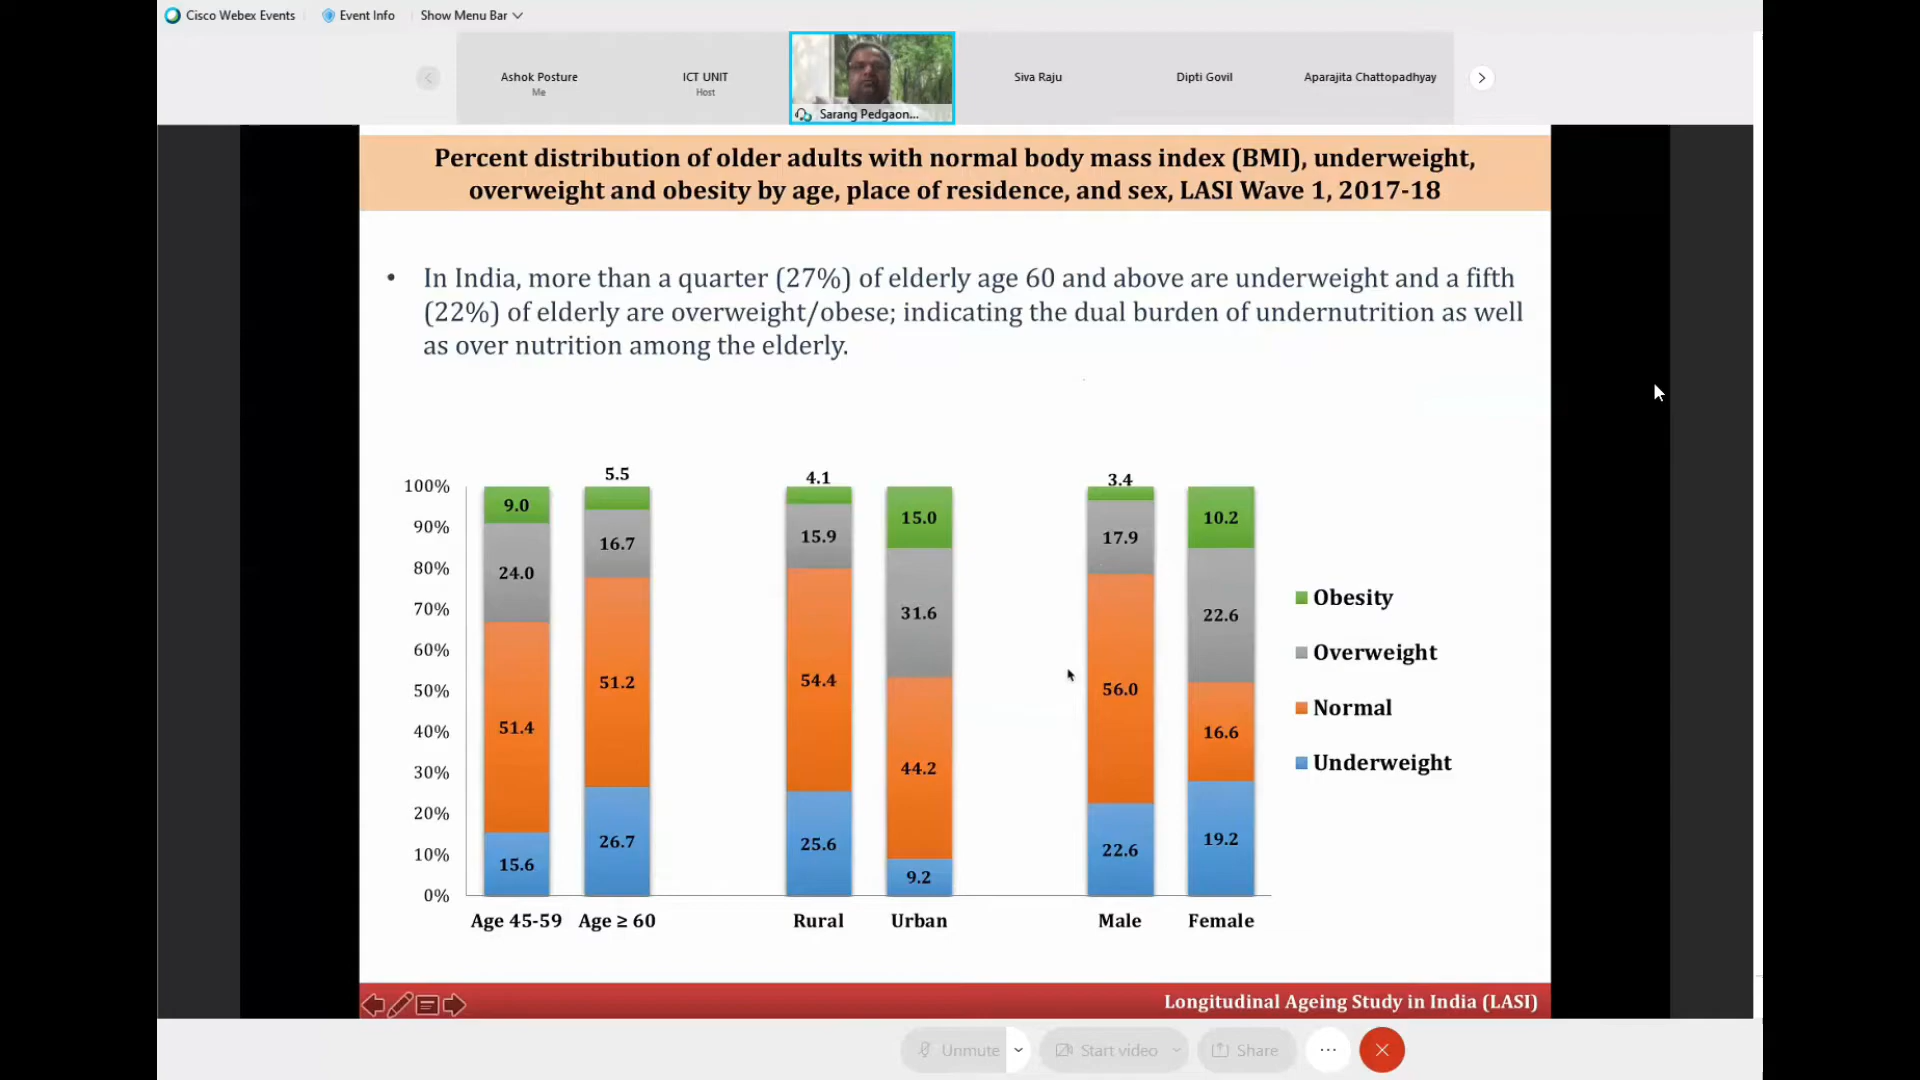 Cisco Webex Events
Event Info
Show Menu Bar
Ashok Posture
Me
ICT UNIT
Host
Sarang Pedgaon...
Siva Raju
Dipti Govil
Aparajita Chattopadhyay
Percent distribution of older adults with normal body mass index (BMI), underweight,
overweight and obesity by age, place of residence, and sex, LASI Wave 1, 2017-18
• In India, more than a quarter (27%) of elderly age 60 and above are underweight and a fifth
(22%) of elderly are overweight/obese; indicating the dual burden of undernutrition as well
as over nutrition among the elderly.
100%
90%
80%
70%
60%
50%
40%
30%
20%
10%
0%
9.0
24.0
51.4
15.6
Age 45-59
5.5
16.7
51.2
26.7
Age ≥ 60
4.1
15.9
54.4
25.6
Rural
15.0
31.6
44.2
9.2
Urban
3.4
17.9
56.0
22.6
Male
10.2
22.6
16.6
19.2
Female
Obesity
Overweight
Normal
Underweight
Longitudinal Ageing Study in India (LASI)
Unmute
Start video
Share